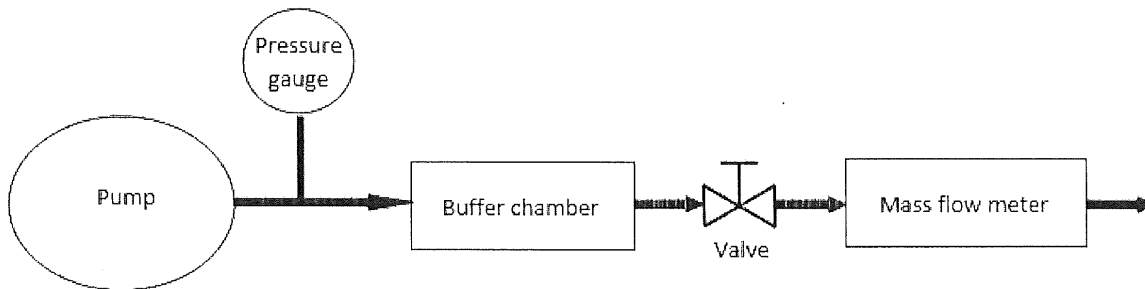 Pressure
gauge
Pump
Buffer chamber
Valve
Mass flow meter